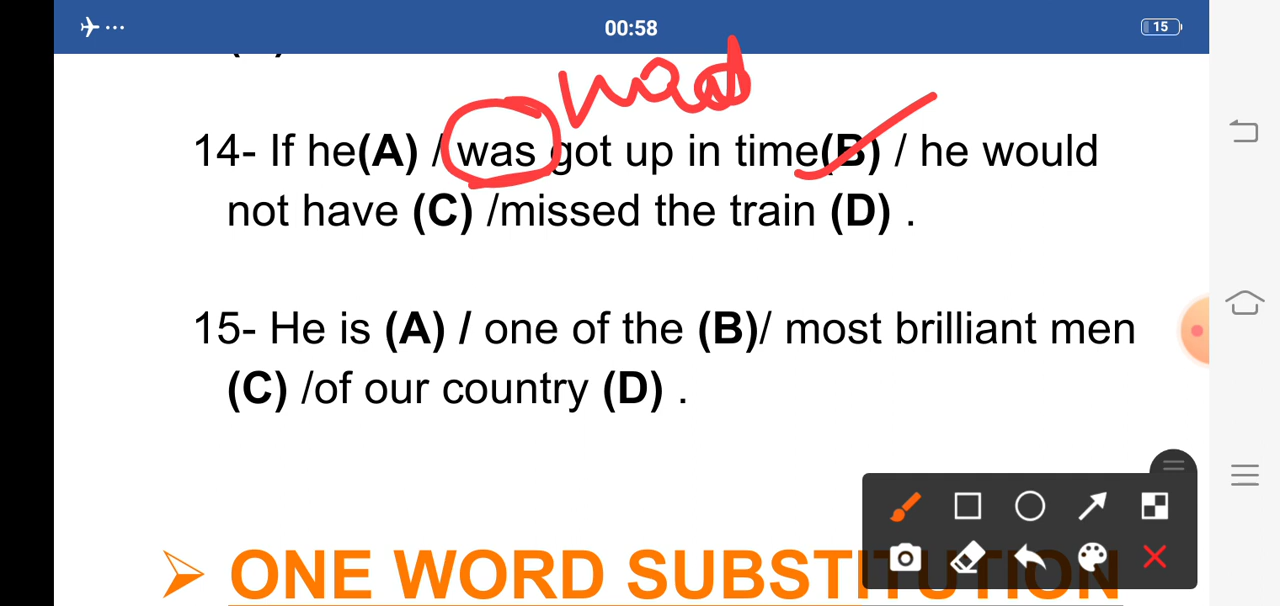 00:58
15
had
14- If he(A) / was got up in time(B) / he would
not have (C) /missed the train (D) .
15- He is (A) / one of the (B)/ most brilliant men
(C) /of our country (D) .
➢ ONE WORD SUBSTITUTION